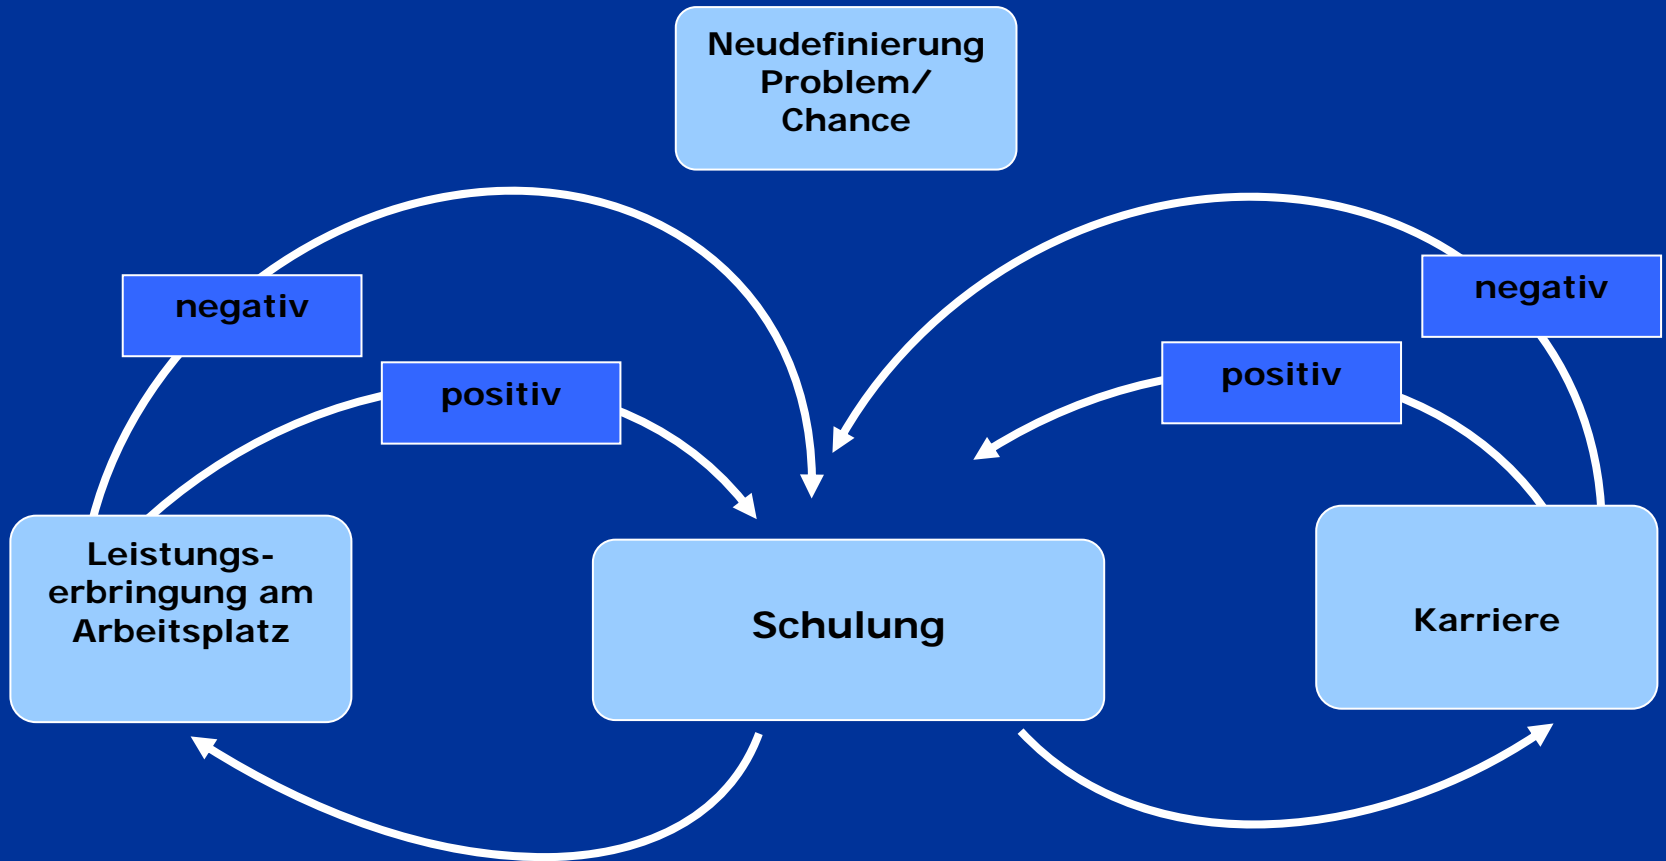 Neudefinierung
Problem/
Chance
negativ
positiv
positiv
negativ
Leistungs-
erbringung am
Arbeitsplatz
Schulung
Karriere